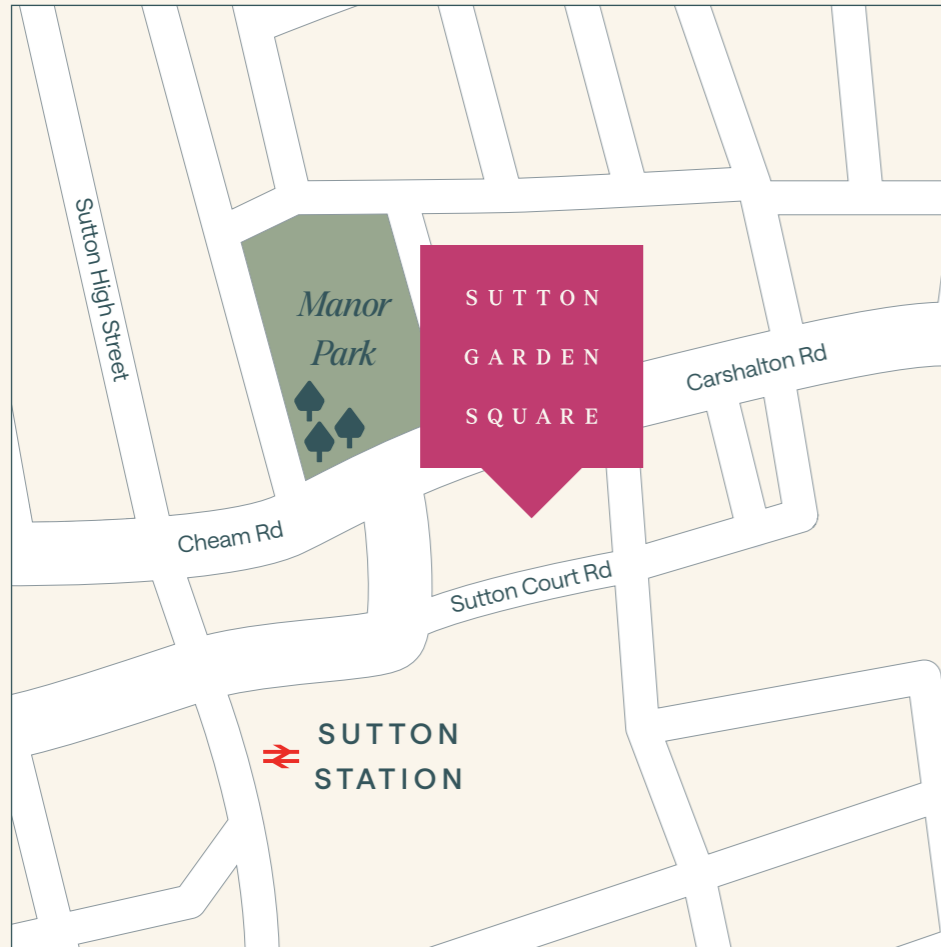 Sutton High Street
Manor
Park
SUTTON
GARDEN
SQUARE
Carshalton Rd
Cheam Rd
Sutton Court Rd
SUTTON
STATION